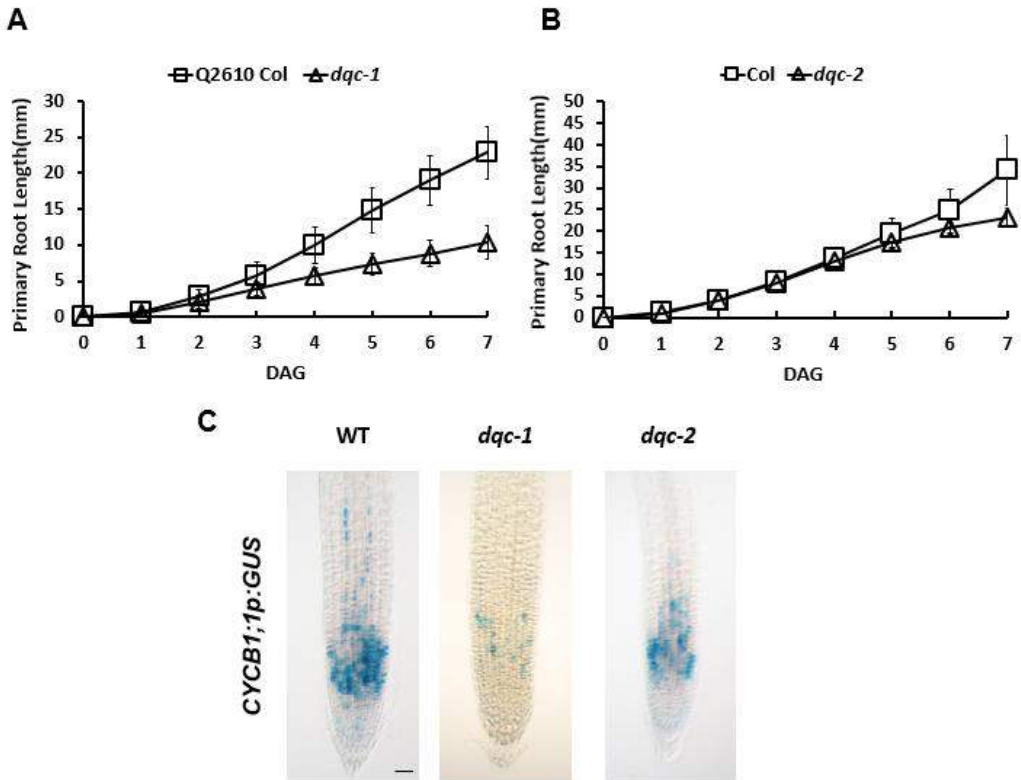 A
Q2610 Col dqc-1
Primary Root Length(mm)
30
25
20
15
10
5
0
0 1 2 3 4 5 6 7
DAG
B
Col dqc-2
Primary Root Length(mm)
50
45
40
35
30
25
20
15
10
5
0
0 1 2 3 4 5 6 7
DAG
C
WT dqc-1 dqc-2
CYCB1;1p:GUS